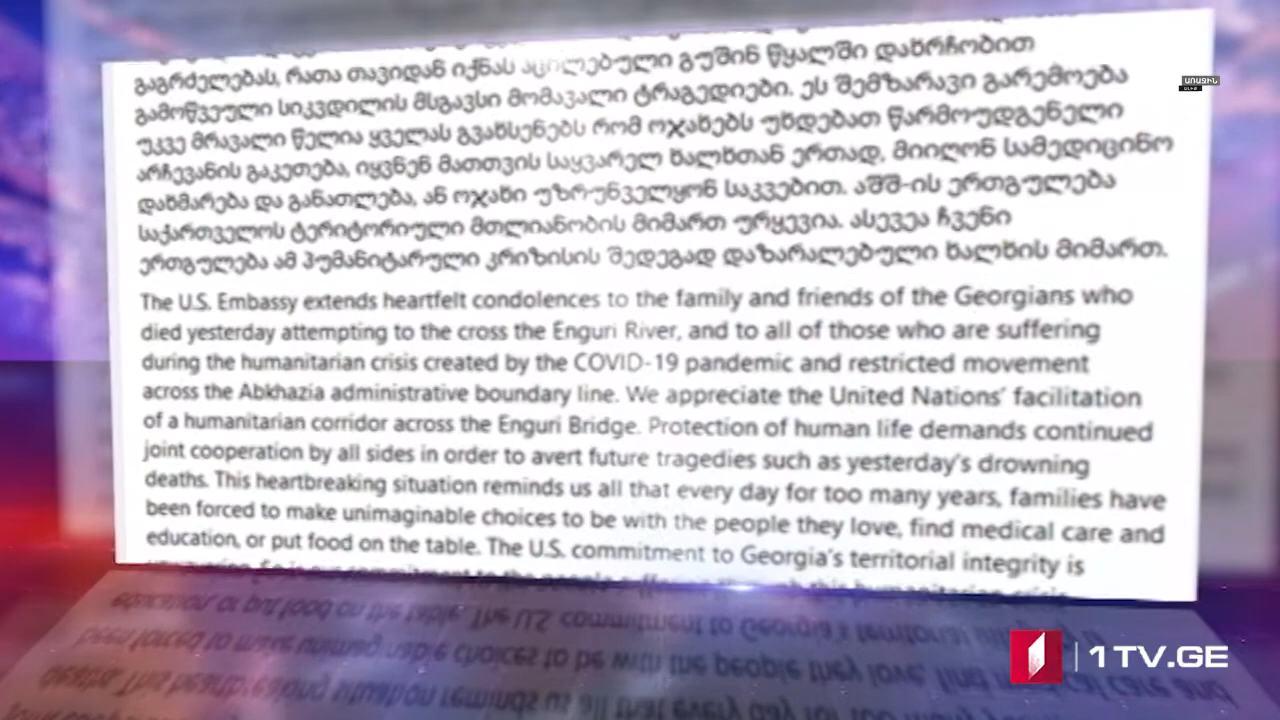 გაგრძელებას, რათა თავიდან იქნას აცილებული გუშინ წყალში დახრჩობით
გამოწვეული სიკვდილის მსგავსი მომავალი ტრაგედიები. ეს შემზარავი გარემოება
უკვე მრავალი წელია ყველას გვახსენებს რომ ოჯახებს უხდებათ წარმოუდგენელი
არჩევანის გაკეთება, იყვნენ მათთვის საყვარელ ხალხთან ერთად, მიიღონ სამედიცინო
დახმარება და განათლება, ან ოჯახი უზრუნველყონ საკვებით. აშშ-ის ერთგულება
საქართველოს ტერიტორიული მთლიანობის მიმართ ურყევია. ასევეა ჩვენი
ერთგულება ამ ჰუმანიტარული კრიზისის შედეგად დაზარალებული ხალხის მიმართ.
The U.S. Embassy extends heartfelt condolences to the family and friends of the Georgians who
died yesterday attempting to the cross the Enguri River, and to all of those who are suffering
during the humanitarian crisis created by the COVID-19 pandemic and restricted movement
across the Abkhazia administrative boundary line. We appreciate the United Nations' facilitation
of a humanitarian corridor across the Enguri Bridge. Protection of human life demands continued
joint cooperation by all sides in order to avert future tragedies such as yesterday's drowning
deaths. This heartbreaking situation reminds us all that every day for too many years, families have
been forced to make unimaginable choices to be with the people they love, find medical care and
education, or put food on the table. The U.S. commitment to Georgia's territorial integrity is
ԱՌԱՋԻՆ
1TV.GE